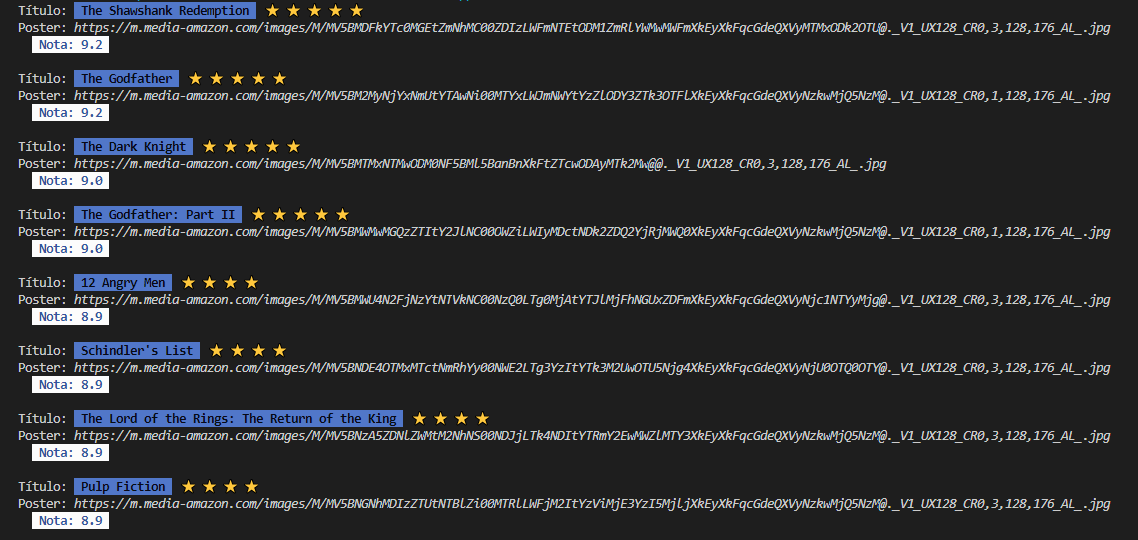 Título: The Shawshank Redemption ★ ★ ★ ★ ★
Poster: https://m.media-amazon.com/images/M/MV5BMDFkYTc0MGEtZmNhMC00ZDIzLWFmNTEtODM1ZmRlYWMwMWFmXkEyXkFqcGdeQXVyMTMxODk2OTU@._V1_UX128_CR0,3,128,176_AL_.jpg
Nota: 9.2
Título: The Godfather ★ ★ ★ ★ ★
Poster: https://m.media-amazon.com/images/M/MV5BM2MyNjYxNmUtYTAwNi00MTYxLWJmNWYtYzZlODY3ZTk3OTFlXkEyXkFqcGdeQXVyNzkwMjQ5NzM@._V1_UX128_CR0,1,128,176_AL_.jpg
Nota: 9.2
Título: The Dark Knight ★ ★ ★ ★ ★
Poster: https://m.media-amazon.com/images/M/MV5BMTMxNTMwODM0NF5BMl5BanBnXkFtZTcwODAyMTk2Mw@@._V1_UX128_CR0,3,128,176_AL_.jpg
Nota: 9.0
Título: The Godfather: Part II ★ ★ ★ ★ ★
Poster: https://m.media-amazon.com/images/M/MV5BMWMwMGQzZTItY2JlNC00OWZiLWIyMDctNDk2ZDQ2YjRjMWQ0XkEyXkFqcGdeQXVyNzkwMjQ5NzM@._V1_UX128_CR0,1,128,176_AL_.jpg
Nota: 9.0
Título: 12 Angry Men ★ ★ ★ ★
Poster: https://m.media-amazon.com/images/M/MV5BMWU4N2FjNzYtNTVkNC00NzQ0LTg0MjAtYTJlMjFhNGUxZDFmXkEyXkFqcGdeQXVyNjc1NTYyMjg@._V1_UX128_CR0,3,128,176_AL_.jpg
Nota: 8.9
Título: Schindler's List ★ ★ ★ ★
Poster: https://m.media-amazon.com/images/M/MV5BNDE4OTMxMTctNmRhYy00NWE2LTg3YzItYTk3M2UwOTU5Njg4XkEyXkFqcGdeQXVyNjU0OTQ0OTY@._V1_UX128_CR0,3,128,176_AL_.jpg
Nota: 8.9
Título: The Lord of the Rings: The Return of the King ★ ★ ★ ★
Poster: https://m.media-amazon.com/images/M/MV5BNzA5ZDNlZWMtM2NhNS00NDJjLTk4NDItYTRmY2EwMWZlMTY3XkEyXkFqcGdeQXVyNzkwMjQ5NzM@._V1_UX128_CR0,3,128,176_AL_.jpg
Nota: 8.9
Título: Pulp Fiction ★ ★ ★ ★
Poster: https://m.media-amazon.com/images/M/MV5BNGNhMDIzZTUtNTBlZi00MTRlLWFjM2ItYzViMjE3YzI5MjljXkEyXkFqcGdeQXVyNzkwMjQ5NzM@._V1_UX128_CR0,3,128,176_AL_.jpg
Nota: 8.9